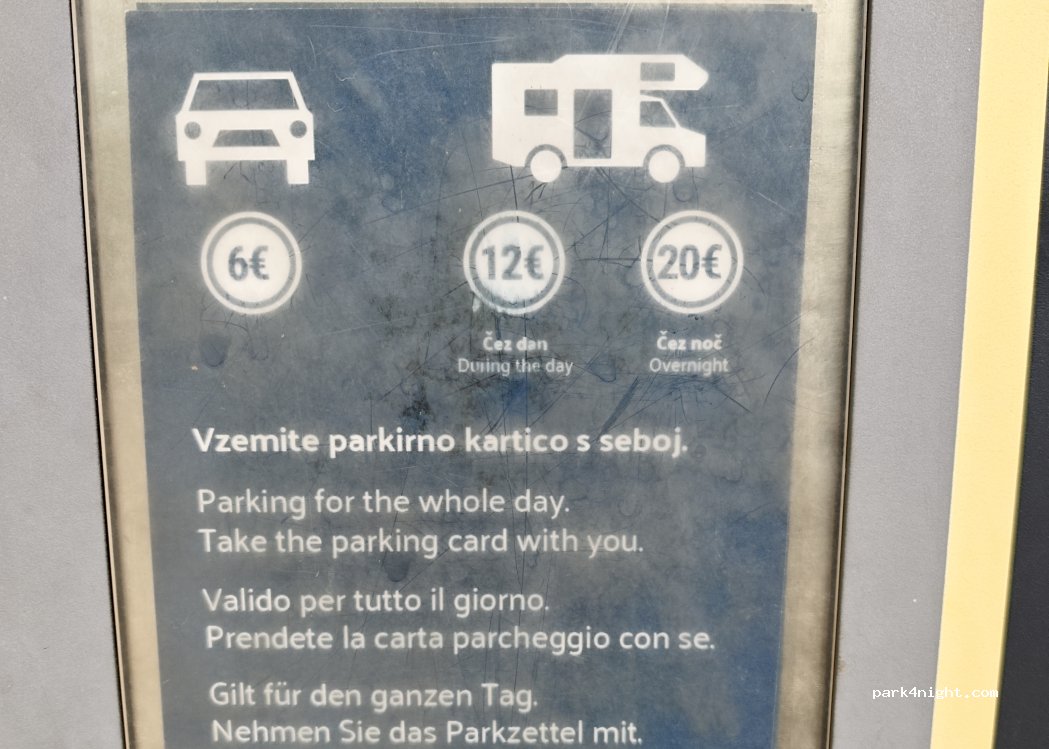 6€
12€ 20€
Čez dan
During the day
Čez noč
Overnight
Vzemite parkirno kartico s seboj.
Parking for the whole day.
Take the parking card with you.
Valido per tutto il giorno.
Prendete la carta parcheggio con se.
Gilt für den ganzen Tag.
Nehmen Sie das Parkzettel mit.
park4night.com